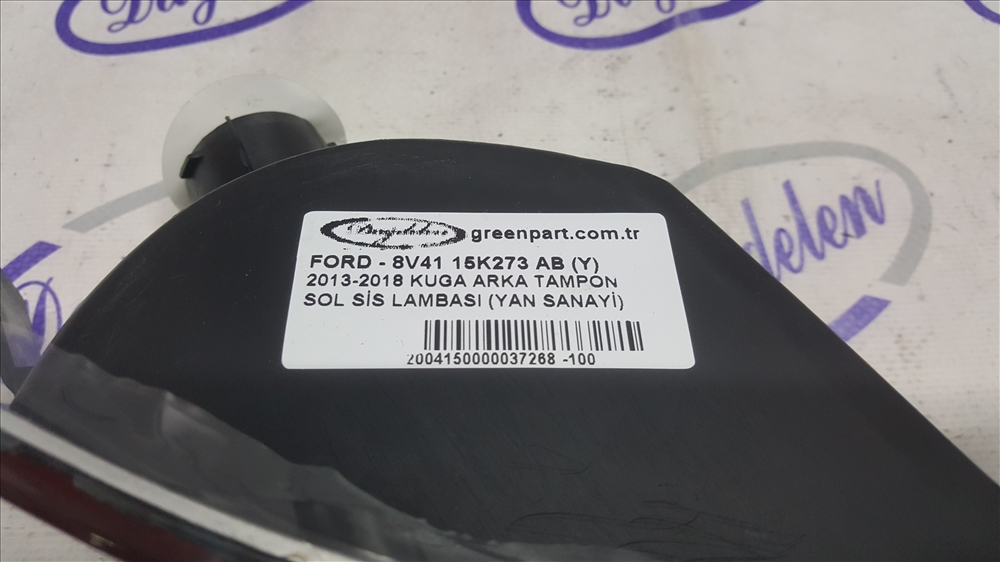 greenpart.com.tr
FORD - 8V41 15K273 AB (Y)
2013-2018 KUGA ARKA TAMPON
SOL SİS LAMBASI (YAN SANAYİ)
2004150000037268 -100